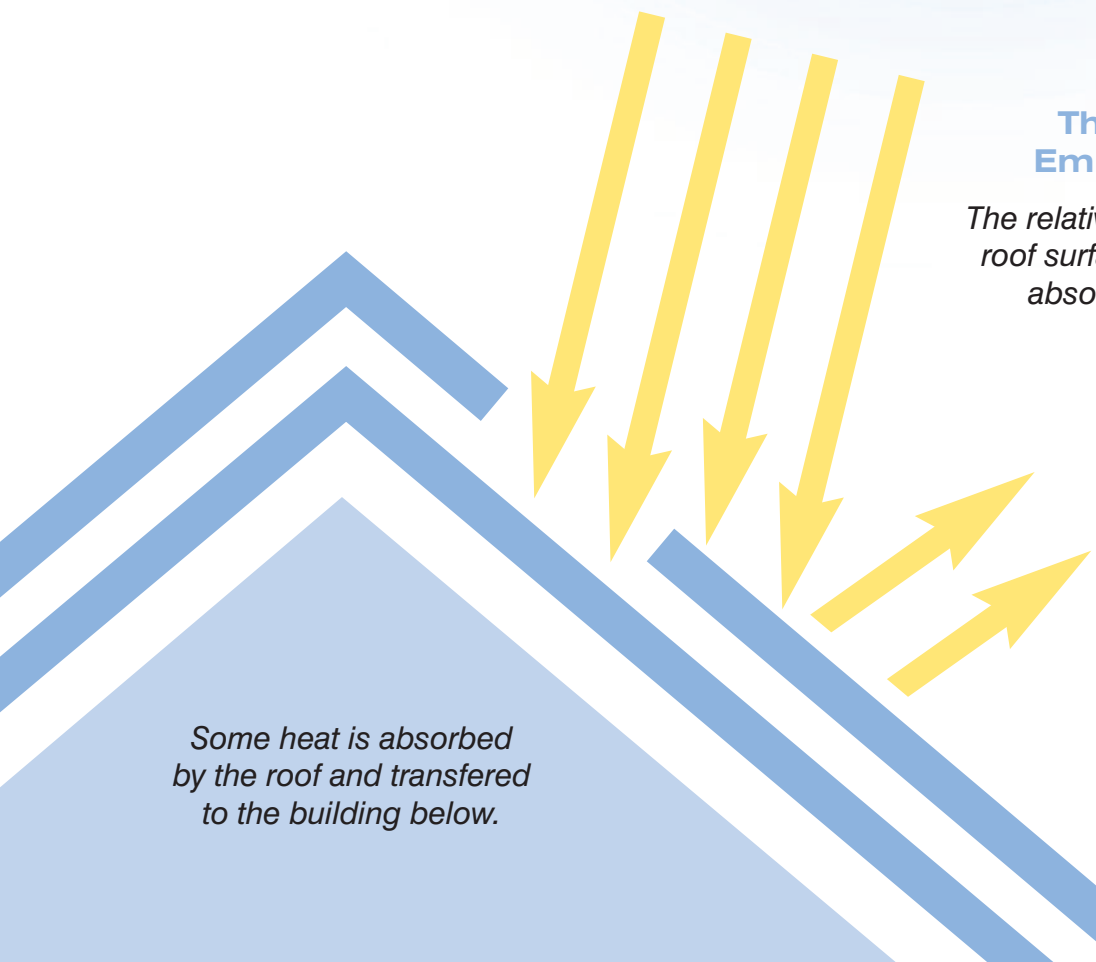 Th
Em
The relativ
roof surf
abso
Some heat is absorbed
by the roof and transfered
to the building below.